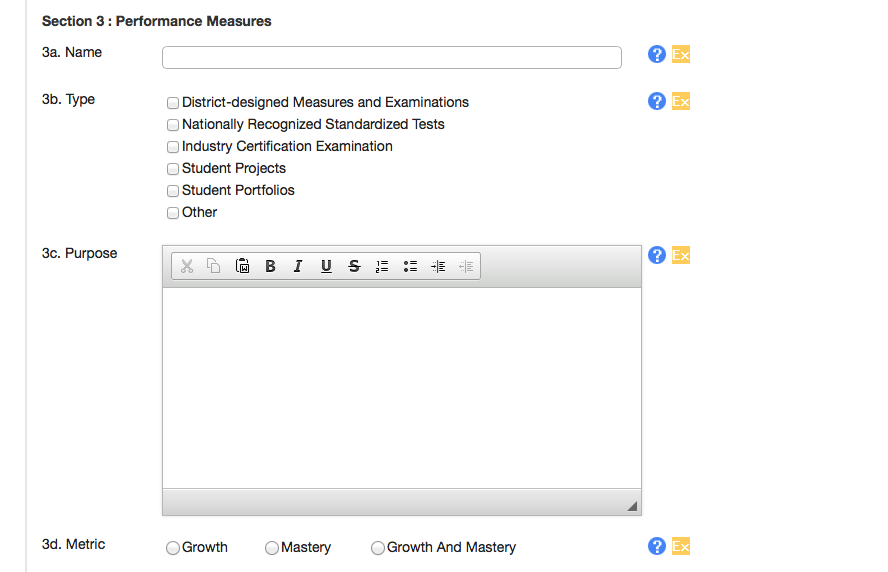 Section 3 : Performance Measures
3a. Name
? Ex
3b. Type
District-designed Measures and Examinations
? Ex
Nationally Recognized Standardized Tests
Industry Certification Examination
Student Projects
Student Portfolios
Other
3c. Purpose
B I U S
? Ex
3d. Metric
Growth Mastery Growth And Mastery
? Ex